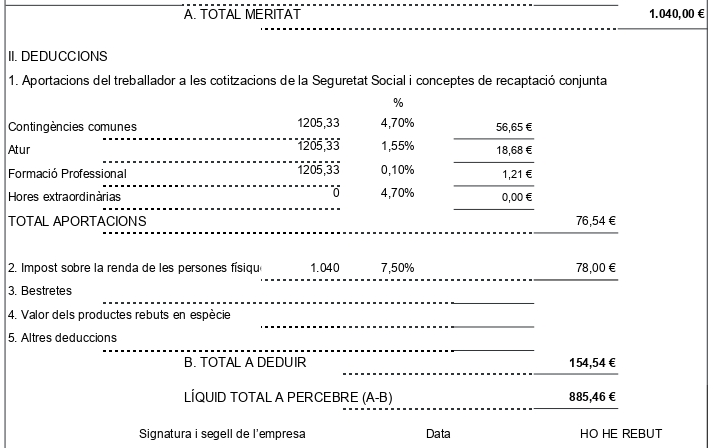 A. TOTAL MERITAT 1.040,00 €
II. DEDUCCIONS
1. Aportacions del treballador a les cotitzacions de la Seguretat Social i conceptes de recaptació conjunta
%
Contingències comunes 1205,33 4,70% 56,65 €
Atur 1205,33 1,55% 18,68 €
Formació Professional 1205,33 0,10% 1,21 €
Hores extraordinàrias 0 4,70% 0,00 €
TOTAL APORTACIONS 76,54 €
2. Impost sobre la renda de les persones físiqu 1.040 7,50% 78,00 €
3. Bestretes
4. Valor dels productes rebuts en espècie
5. Altres deduccions
B. TOTAL A DEDUIR 154,54 €
LÍQUID TOTAL A PERCEBRE (A-B) 885,46 €
Signatura i segell de l'empresa Data HO HE REBUT